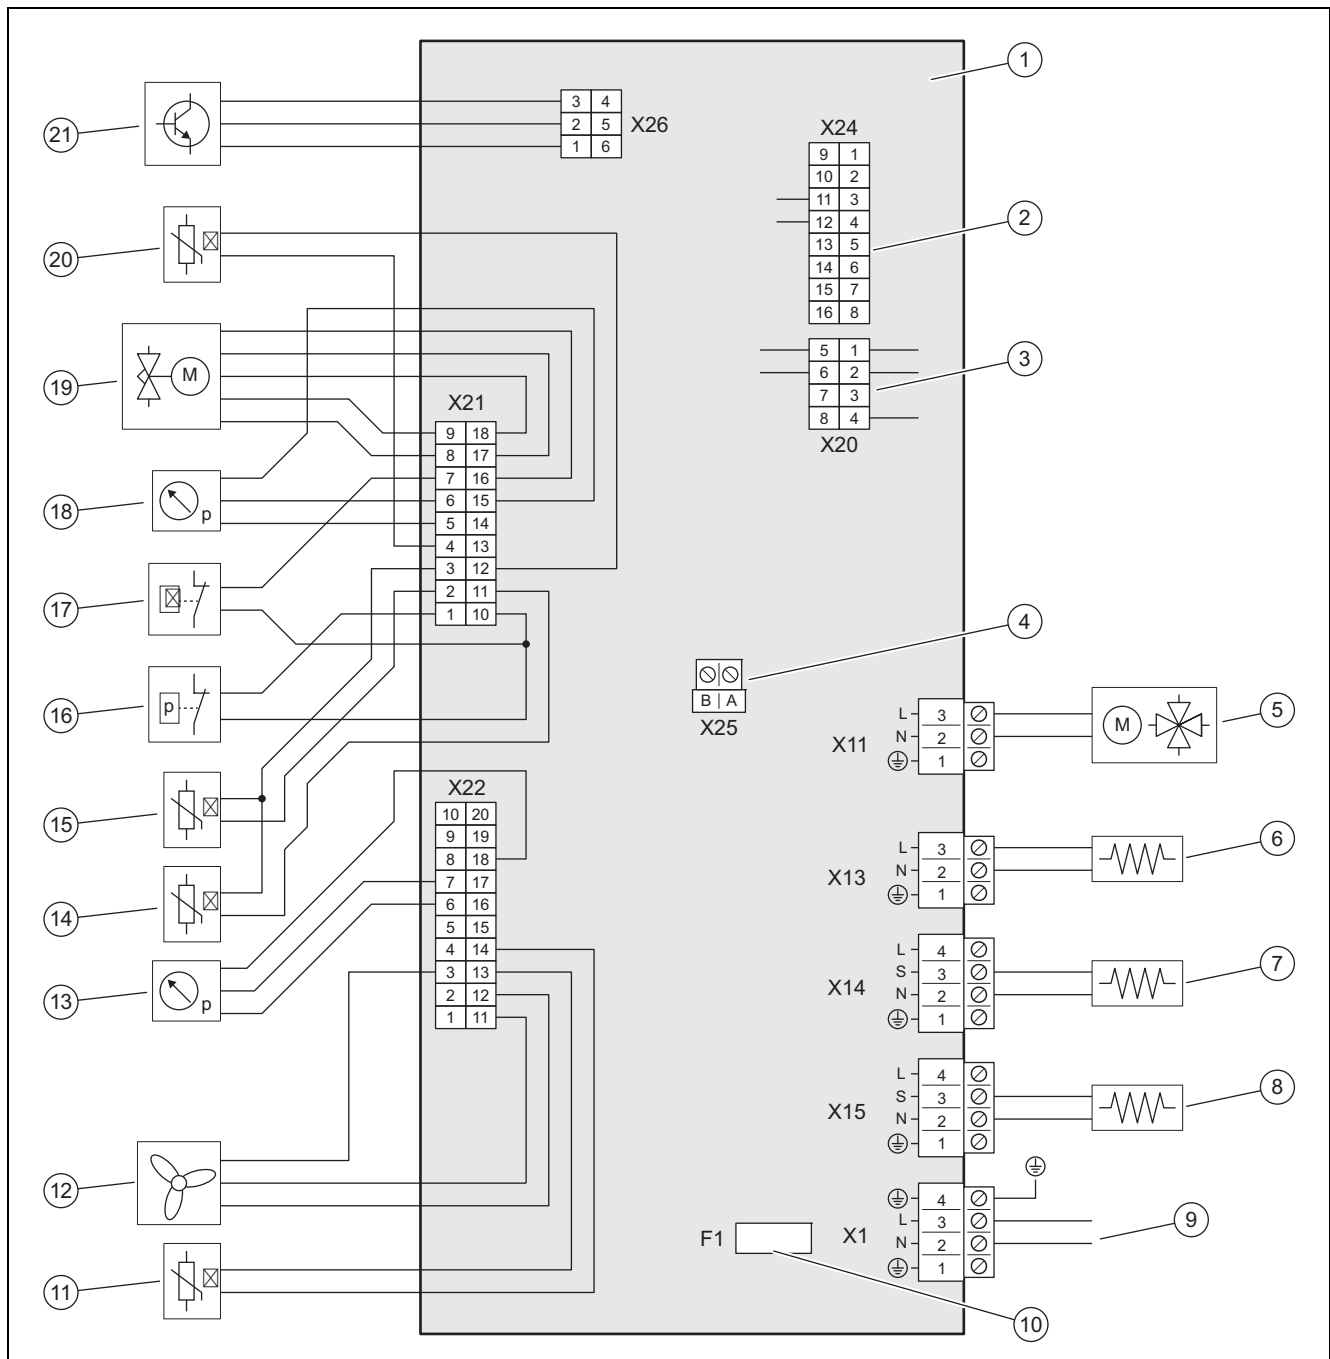 1
21
3 4
2 5
1 6
X26
X24
9 1
10 2
11 3
12 4
13 5
14 6
15 7
16 8
2
20
5 1
6 2
7 3
8 4
X20
3
19
M
X21
9 18
8 17
7 16
6 15
5 14
4 13
3 12
2 11
1 10
18
p
17
16
p
4
B A
X25
X11
L 3
N 2
1
M
5
15
14
13
p
X22
10 20
9 19
8 18
7 17
6 16
5 15
4 14
3 13
2 12
1 11
X13
L 3
N 2
1
6
X14
L 4
S 3
N 2
1
7
X15
L 4
S 3
N 2
1
8
12
11
F1
10
X1
4
L 3
N 2
1
9